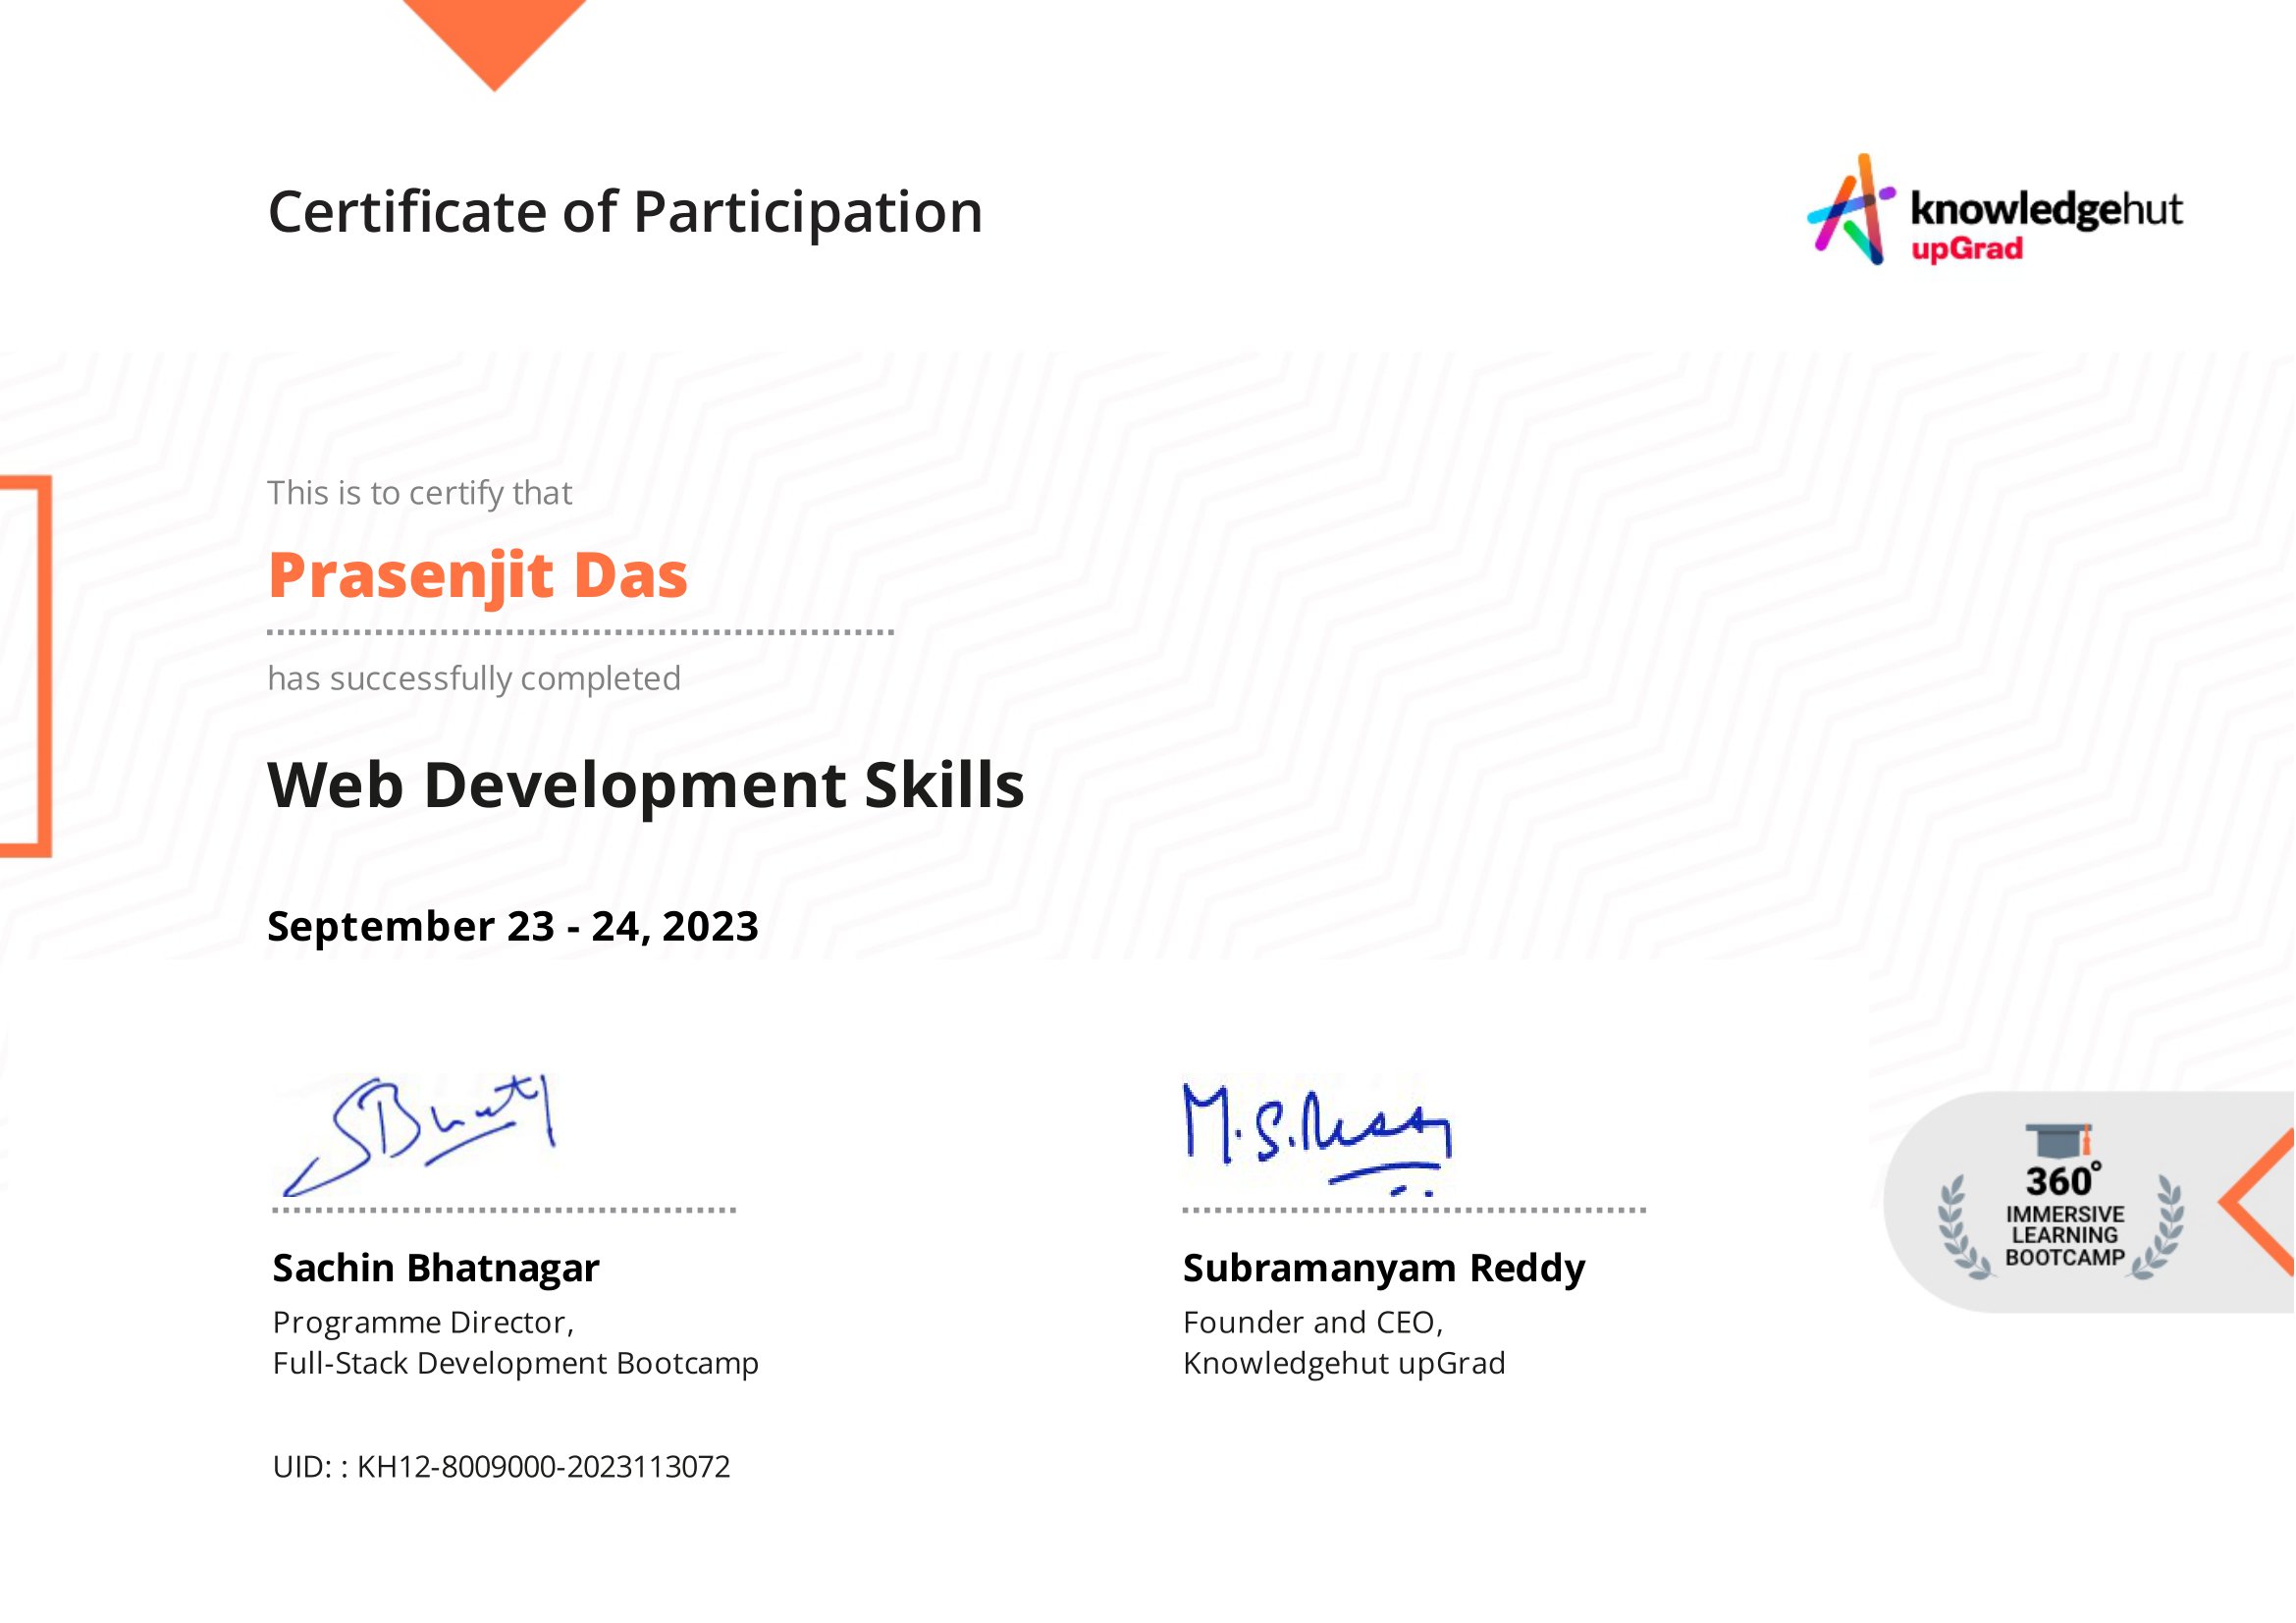 Certificate of Participation
knowledgehut
upGrad
This is to certify that
Prasenjit Das
has successfully completed
Web Development Skills
September 23 - 24, 2023
SBhatj
M.S.Reddy
Sachin Bhatnagar
Programme Director,
Full-Stack Development Bootcamp
Subramanyam Reddy
Founder and CEO,
Knowledgehut upGrad
360°
IMMERSIVE
LEARNING
BOOTCAMP
UID: : KH12-8009000-2023113072